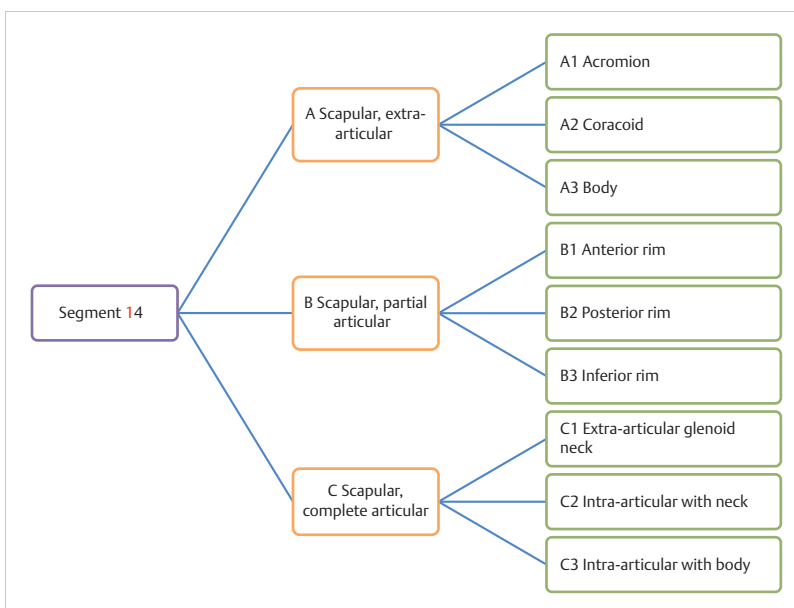 Segment 14
A Scapular, extra-
articular
A1 Acromion
A2 Coracoid
A3 Body
B Scapular, partial
articular
B1 Anterior rim
B2 Posterior rim
B3 Inferior rim
C Scapular,
complete articular
C1 Extra-articular glenoid
neck
C2 Intra-articular with neck
C3 Intra-articular with body